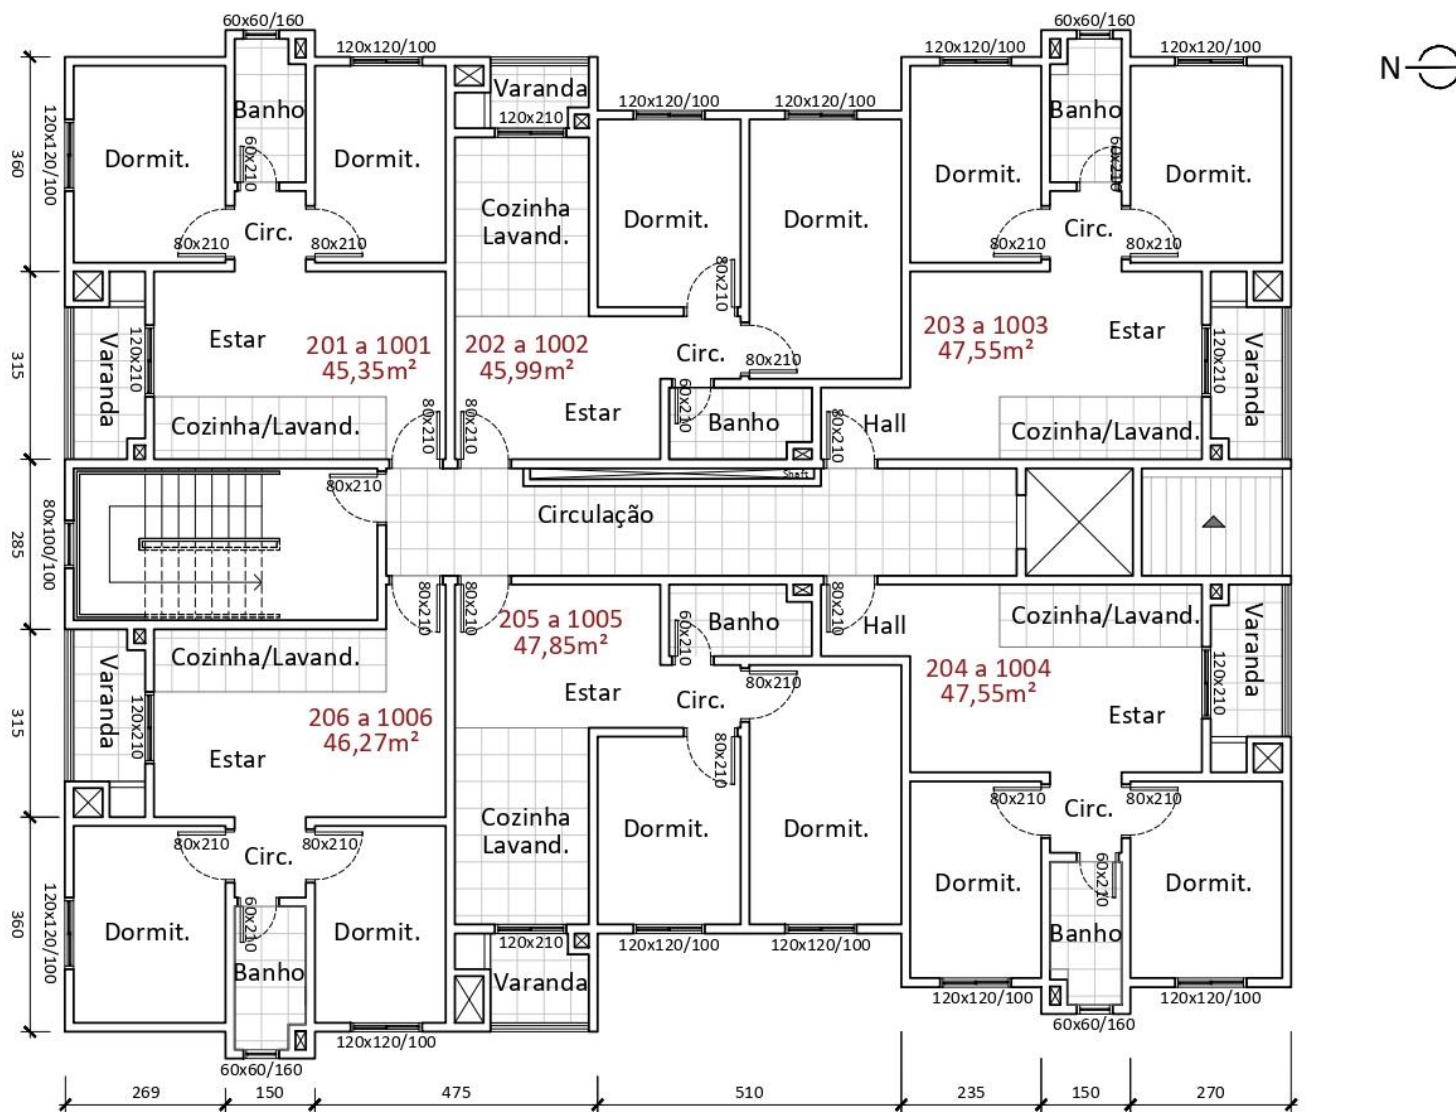 60x60/160
60x60/160
N
120x120/100
120x120/100
120x120/100
Varanda
120x120/100
120x120/100
120x210
Banho
Banho
120x120/100
360
Dormit.
60x210
Dormit.
60x210
Dormit.
Dormit.
Cozinha
Lavand.
Dormit.
Dormit.
80x210
Circ.
80x210
80x210
Circ.
80x210
80x210
315
Varanda
120x210
Estar
201 a 1001
45,35m²
202 a 1002
45,99m²
Circ.
80x210
203 a 1003
47,55m²
Estar
120x210
Varanda
Cozinha/Lavand.
80x210
80x210
Estar
60x210
Banho
80x210
Hall
Cozinha/Lavand.
80x210
Shaft
285
80x100/100
Circulação
80x210
80x210
205 a 1005
47,85m²
60x210
Banho
80x210
Hall
Cozinha/Lavand.
Varanda
120x210
315
Varanda
120x210
Cozinha/Lavand.
206 a 1006
46,27m²
Estar
Estar
Circ.
80x210
204 a 1004
47,55m²
Estar
80x210
Cozinha
Lavand.
Dormit.
Dormit.
80x210
Circ.
80x210
80x210
Circ.
80x210
360
120x120/100
Dormit.
60x210
Dormit.
Dormit.
60x210
Dormit.
Banho
120x210
120x120/100
120x120/100
Banho
Varanda
120x120/100
120x120/100
60x60/160
120x120/100
60x60/160
269
150
475
510
235
150
270